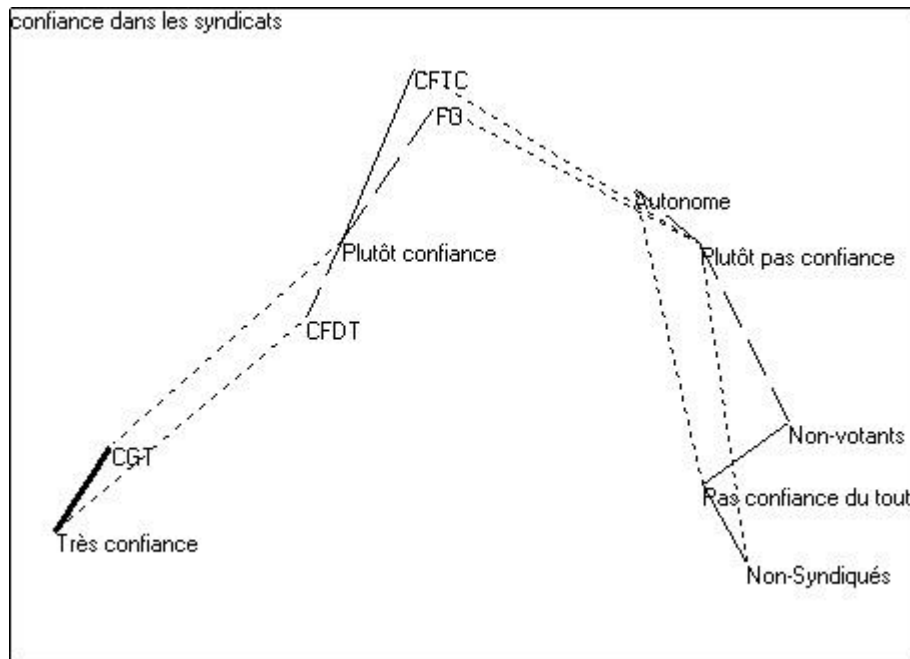 confiance dans les syndicats
CFTC
FO
Autonome
Plutôt confiance
Plutôt pas confiance
CFDT
Non-votants
CGT
Pas confiance du tout
Très confiance
Non-Syndiqués